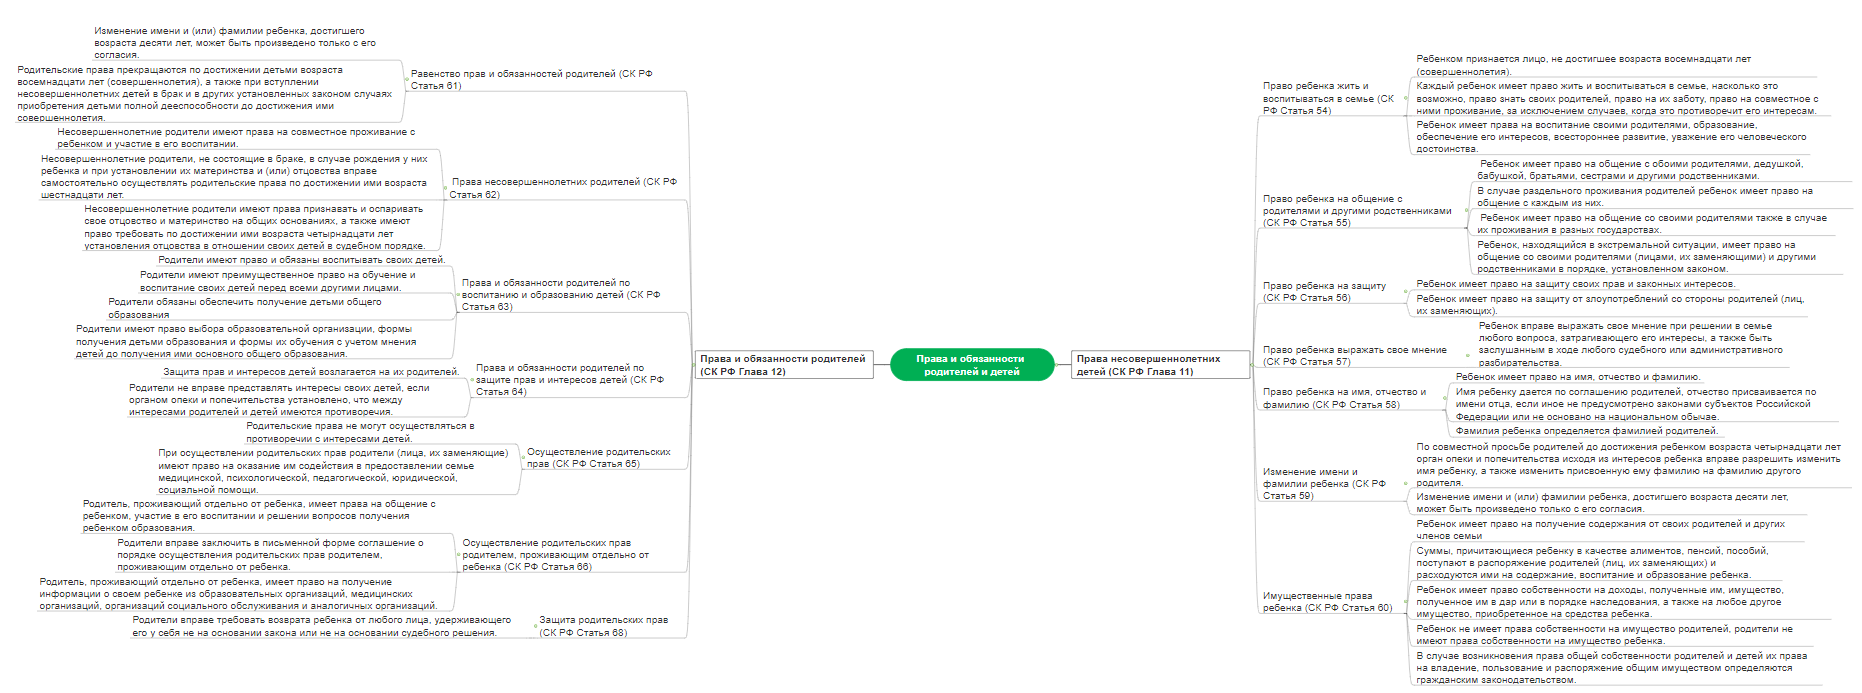 Права и обязанности
родителей и детей
Права и обязанности родителей
(СК РФ Глава 12)
Равенство прав и обязанностей родителей (СК РФ
Статья 61)
Изменение имени и (или) фамилии ребенка, достигшего
возраста десяти лет, может быть произведено только с его
согласия.
Родительские права прекращаются по достижении детьми возраста
восемнадцати лет (совершеннолетия), а также при вступлении
несовершеннолетних детей в брак и в других установленных законом случаях
приобретения детьми полной дееспособности до достижения ими
совершеннолетия.
Права несовершеннолетних родителей (СК РФ
Статья 62)
Несовершеннолетние родители имеют права на совместное проживание с
ребенком и участие в его воспитании.
Несовершеннолетние родители, не состоящие в браке, в случае рождения у них
ребенка и при установлении их материнства и (или) отцовства вправе
самостоятельно осуществлять родительские права по достижении ими возраста
шестнадцати лет.
Несовершеннолетние родители имеют права признавать и оспаривать
свое отцовство и материнство на общих основаниях, а также имеют
право требовать по достижении ими возраста четырнадцати лет
установления отцовства в отношении своих детей в судебном порядке.
Права и обязанности родителей по
воспитанию и образованию детей (СК РФ
Статья 63)
Родители имеют право и обязаны воспитывать своих детей.
Родители имеют преимущественное право на обучение и
воспитание своих детей перед всеми другими лицами.
Родители обязаны обеспечить получение детьми общего
образования
Родители имеют право выбора образовательной организации, формы
получения детьми образования и формы их обучения с учетом мнения
детей до получения ими основного общего образования.
Права и обязанности родителей по
защите прав и интересов детей (СК РФ
Статья 64)
Защита прав и интересов детей возлагается на их родителей.
Родители не вправе представлять интересы своих детей, если
органом опеки и попечительства установлено, что между
интересами родителей и детей имеются противоречия.
Осуществление родительских
прав (СК РФ Статья 65)
Родительские права не могут осуществляться в
противоречии с интересами детей.
При осуществлении родительских прав родители (лица, их заменяющие)
имеют право на оказание им содействия в предоставлении семье
медицинской, психологической, педагогической, юридической,
социальной помощи.
Осуществление родительских прав
родителем, проживающим отдельно от
ребенка (СК РФ Статья 66)
Родитель, проживающий отдельно от ребенка, имеет права на общение с
ребенком, участие в его воспитании и решении вопросов получения
ребенком образования.
Родители вправе заключить в письменной форме соглашение о
порядке осуществления родительских прав родителем,
проживающим отдельно от ребенка.
Родитель, проживающий отдельно от ребенка, имеет право на получение
информации о своем ребенке из образовательных организаций, медицинских
организаций, организаций социального обслуживания и аналогичных организаций.
Защита родительских прав
(СК РФ Статья 68)
Родители вправе требовать возврата ребенка от любого лица, удерживающего
его у себя не на основании закона или не на основании судебного решения.
Права несовершеннолетних
детей (СК РФ Глава 11)
Право ребенка жить и
воспитываться в семье (СК
РФ Статья 54)
Ребенком признается лицо, не достигшее возраста восемнадцати лет
(совершеннолетия).
Каждый ребенок имеет право жить и воспитываться в семье, насколько это
возможно, право знать своих родителей, право на их заботу, право на совместное с
ними проживание, за исключением случаев, когда это противоречит его интересам.
Ребенок имеет права на воспитание своими родителями, образование,
обеспечение его интересов, всестороннее развитие, уважение его человеческого
достоинства.
Право ребенка на общение с
родителями и другими родственниками
(СК РФ Статья 55)
Ребенок имеет право на общение с обоими родителями, дедушкой,
бабушкой, братьями, сестрами и другими родственниками.
В случае раздельного проживания родителей ребенок имеет право на
общение с каждым из них.
Ребенок имеет право на общение со своими родителями также в случае
их проживания в разных государствах.
Ребенок, находящийся в экстремальной ситуации, имеет право на
общение со своими родителями (лицами, их заменяющими) и другими
родственниками в порядке, установленном законом.
Право ребенка на защиту
(СК РФ Статья 56)
Ребенок имеет право на защиту своих прав и законных интересов.
Ребенок имеет право на защиту от злоупотреблений со стороны родителей (лиц,
их заменяющих).
Право ребенка выражать свое мнение
(СК РФ Статья 57)
Ребенок вправе выражать свое мнение при решении в семье
любого вопроса, затрагивающего его интересы, а также быть
заслушанным в ходе любого судебного или административного
разбирательства.
Право ребенка на имя, отчество и
фамилию (СК РФ Статья 58)
Ребенок имеет право на имя, отчество и фамилию.
Имя ребенку дается по соглашению родителей, отчество присваивается по
имени отца, если иное не предусмотрено законами субъектов Российской
Федерации или не основано на национальном обычае.
Фамилия ребенка определяется фамилией родителей.
Изменение имени и
фамилии ребенка (СК РФ
Статья 59)
По совместной просьбе родителей до достижения ребенком возраста четырнадцати лет
орган опеки и попечительства исходя из интересов ребенка вправе разрешить изменить
имя ребенку, а также изменить присвоенную ему фамилию на фамилию другого
родителя.
Изменение имени и (или) фамилии ребенка, достигшего возраста десяти лет,
может быть произведено только с его согласия.
Имущественные права
ребенка (СК РФ Статья 60)
Ребенок имеет право на получение содержания от своих родителей и других
членов семьи
Суммы, причитающиеся ребенку в качестве алиментов, пенсий, пособий,
поступают в распоряжение родителей (лиц, их заменяющих) и
расходуются ими на содержание, воспитание и образование ребенка.
Ребенок имеет право собственности на доходы, полученные им, имущество,
полученное им в дар или в порядке наследования, а также на любое другое
имущество, приобретенное на средства ребенка.
Ребенок не имеет права собственности на имущество родителей, родители не
имеют права собственности на имущество ребенка.
В случае возникновения права общей собственности родителей и детей их права
на владение, пользование и распоряжение общим имуществом определяются
гражданским законодательством.